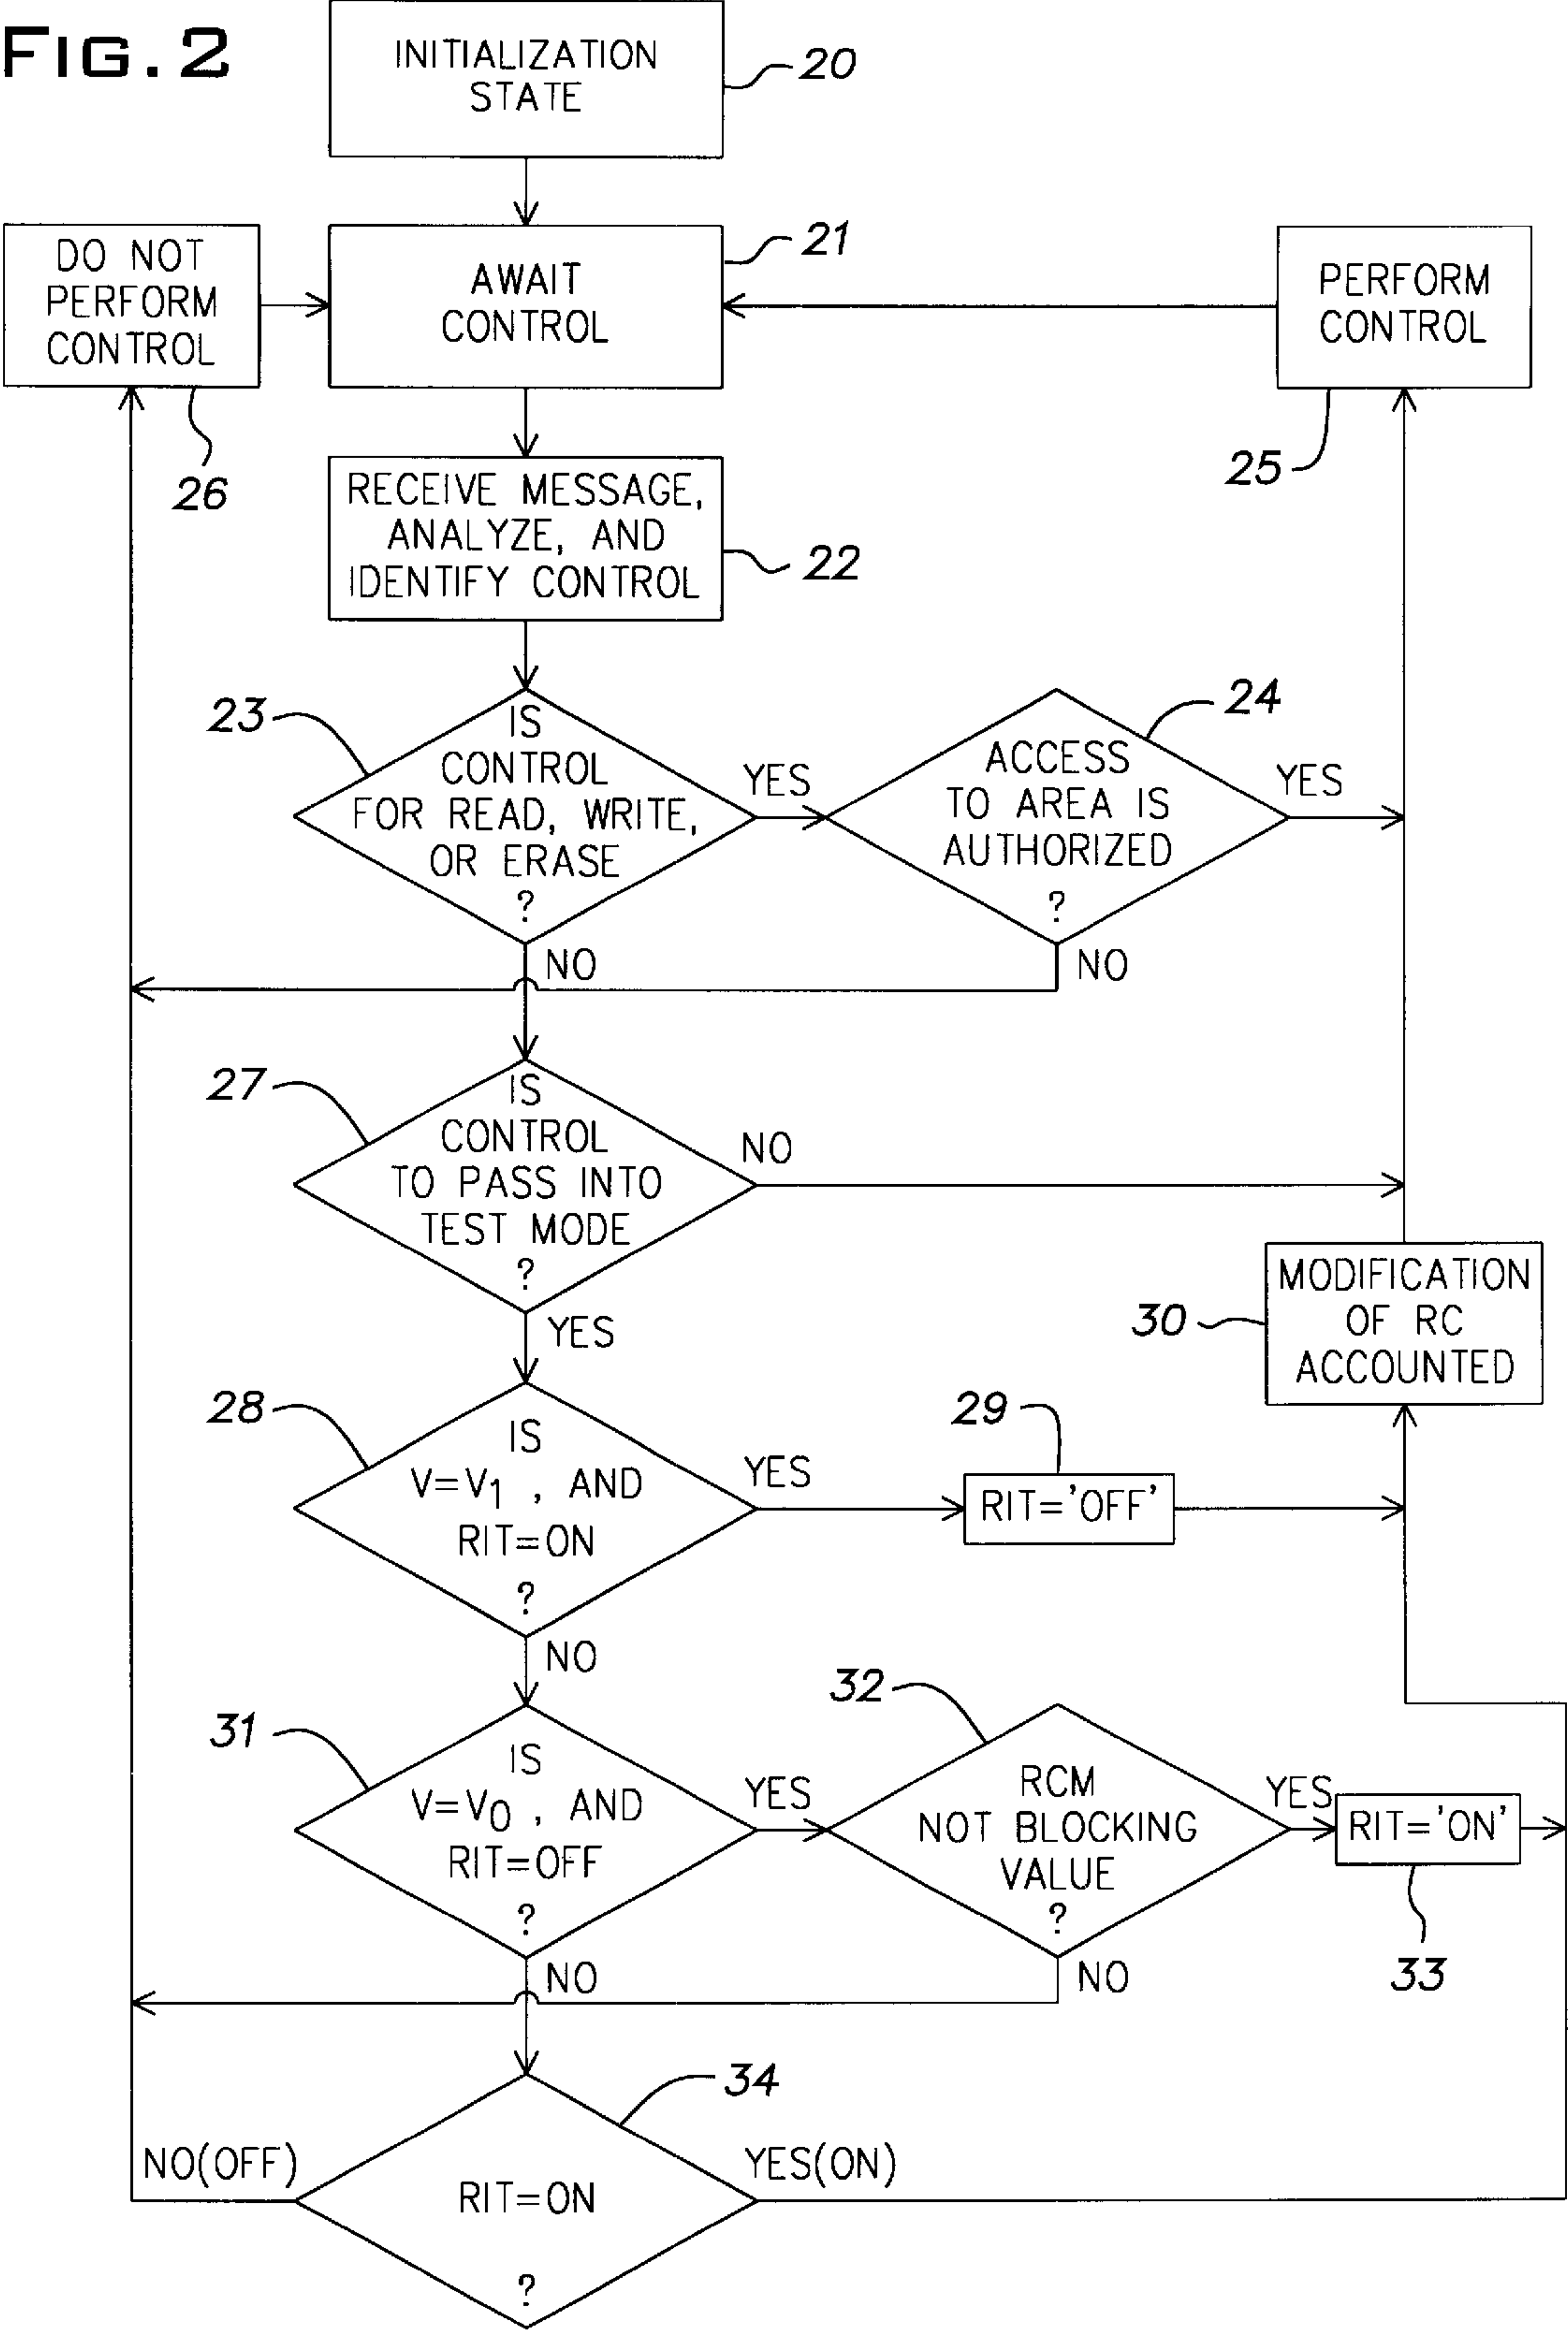 FIG. 2
INITIALIZATION
STATE
20
DO NOT
PERFORM
CONTROL
26
AWAIT
CONTROL
21
PERFORM
CONTROL
25
RECEIVE MESSAGE,
ANALYZE, AND
IDENTIFY CONTROL
22
23
IS
CONTROL
FOR READ, WRITE,
OR ERASE
?
YES
NO
24
ACCESS
TO AREA IS
AUTHORIZED
?
YES
NO
27
IS
CONTROL
TO PASS INTO
TEST MODE
?
NO
YES
30
MODIFICATION
OF RC
ACCOUNTED
28
IS
V=V1 , AND
RIT=ON
?
YES
NO
29
RIT='OFF'
31
IS
V=V0 , AND
RIT=OFF
?
YES
NO
32
RCM
NOT BLOCKING
VALUE
?
YES
NO
RIT='ON'
33
34
NO(OFF)
RIT=ON
?
YES(ON)